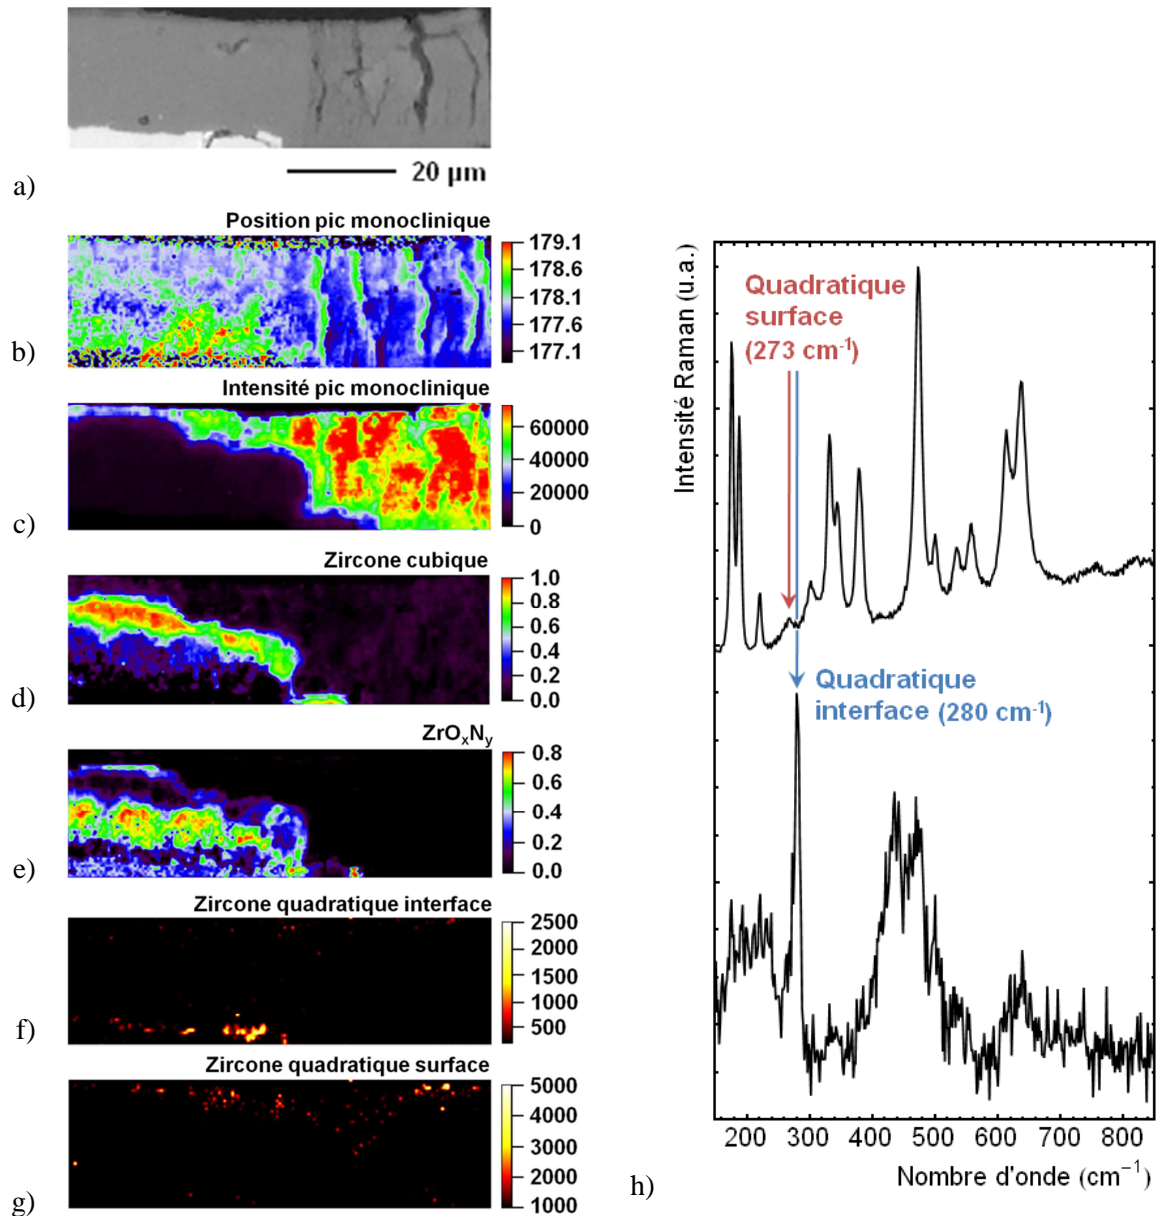 a)
20 µm
Position pic monoclinique
179.1
178.6
178.1
177.6
177.1
b)
Intensité pic monoclinique
60000
40000
20000
0
c)
Zircone cubique
1.0
0.8
0.6
0.4
0.2
0.0
d)
ZrOxNy
0.8
0.6
0.4
0.2
0.0
e)
Zircone quadratique interface
2500
2000
1500
1000
500
f)
Zircone quadratique surface
5000
4000
3000
2000
1000
g)
Intensité Raman (u.a.)
Quadratique
surface
(273 cm⁻¹)
Quadratique
interface (280 cm⁻¹)
200 300 400 500 600 700 800
Nombre d'onde (cm⁻¹)
h)